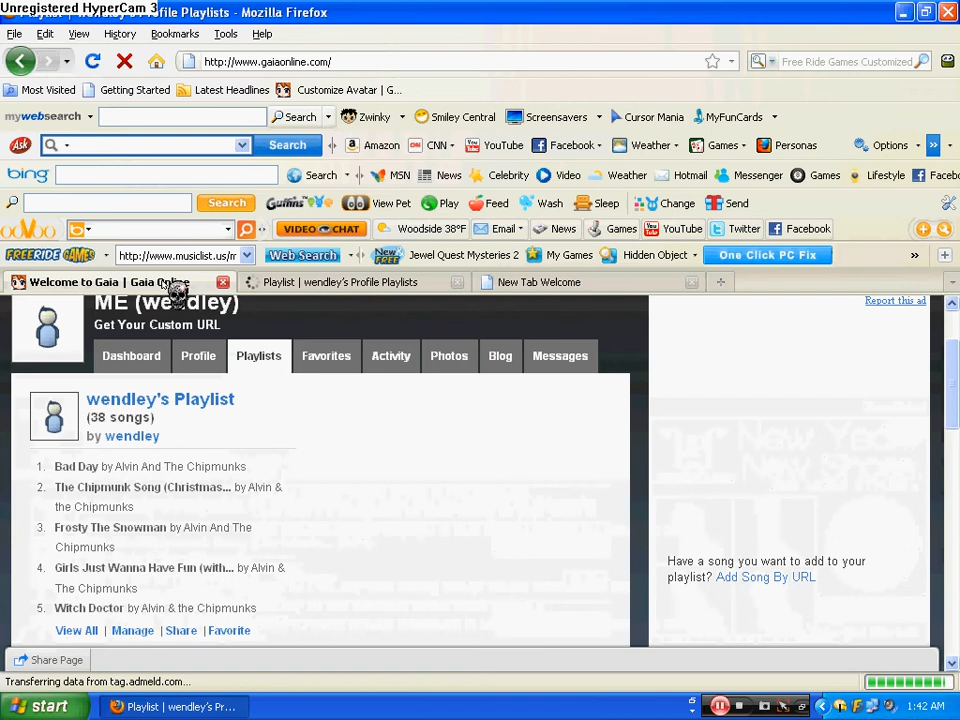 Unregistered HyperCam 3
Profile Playlists - Mozilla Firefox
File Edit View History Bookmarks Tools Help
http://www.gaiaonline.com/ Free Ride Games Customized
Most Visited Getting Started Latest Headlines Customize Avatar | G...
mywebsearch Search Zwinky Smiley Central Screensavers Cursor Mania MyFunCards
Ask Search Amazon CNN YouTube Facebook Weather Games Personas Options »
bing Search MSN News Celebrity Video Weather Hotmail Messenger Games Lifestyle Faceb
Search Guffins View Pet Play Feed Wash Sleep Change Send
ooVoo b VIDEO CHAT Woodside 38°F Email News Games YouTube Twitter Facebook
FREERIDE GAMES http://www.musiclist.us/r Web Search New FREE Jewel Quest Mysteries 2 My Games Hidden Object One Click PC Fix »
Welcome to Gaia | Gaia Online Playlist | wendley's Profile Playlists New Tab Welcome
ME (wendley) Report this ad
Get Your Custom URL
Dashboard Profile Playlists Favorites Activity Photos Blog Messages
wendley's Playlist
(38 songs)
by wendley
1. Bad Day by Alvin And The Chipmunks
2. The Chipmunk Song (Christmas... by Alvin &
the Chipmunks
3. Frosty The Snowman by Alvin And The
Chipmunks
4. Girls Just Wanna Have Fun (with... by Alvin &
The Chipmunks
5. Witch Doctor by Alvin & the Chipmunks
View All | Manage | Share | Favorite
Have a song you want to add to your
playlist? Add Song By URL
Share Page
Transferring data from tag.admeld.com...
start Playlist | wendley's Pr... 1:42 AM